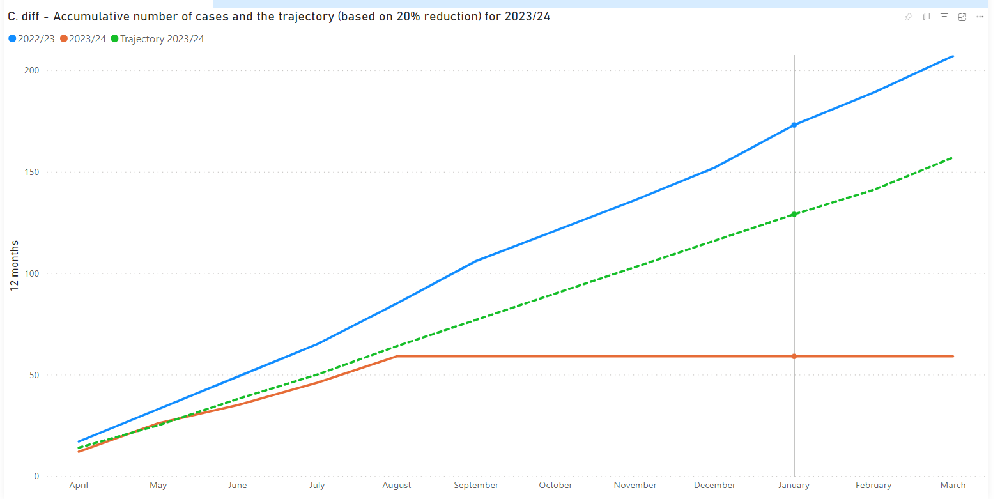 C. diff - Accumulative number of cases and the trajectory (based on 20% reduction) for 2023/24
2022/23 2023/24 Trajectory 2023/24
200
150
100
50
0
12 months
April May June July August September October November December January February March